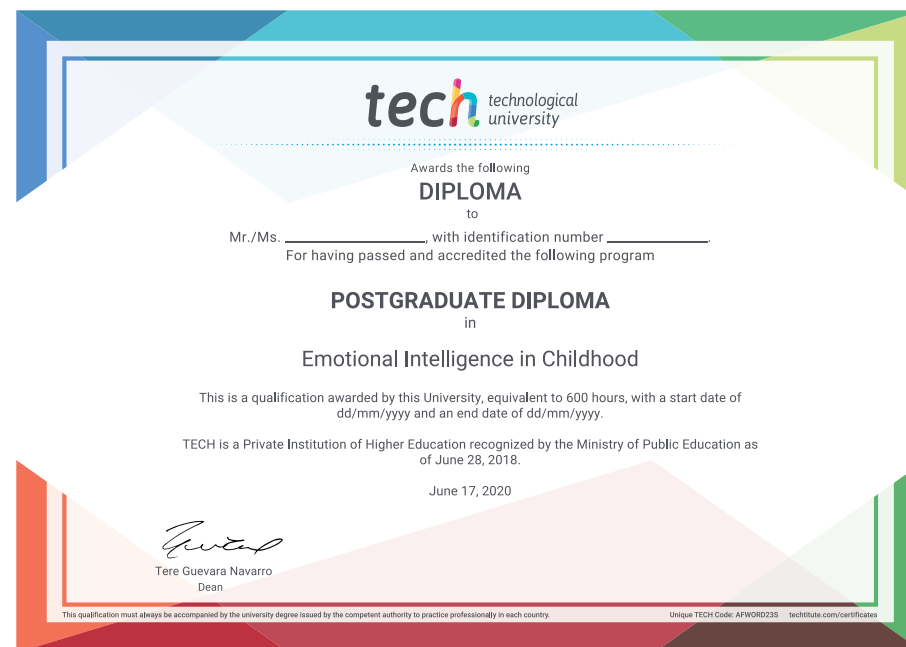 tech technological
university
Awards the following
DIPLOMA
to
Mr./Ms. ____________________, with identification number ______________.
For having passed and accredited the following program
POSTGRADUATE DIPLOMA
in
Emotional Intelligence in Childhood
This is a qualification awarded by this University, equivalent to 600 hours, with a start date of
dd/mm/yyyy and an end date of dd/mm/yyyy.
TECH is a Private Institution of Higher Education recognized by the Ministry of Public Education as
of June 28, 2018.
June 17, 2020
Tere Guevara Navarro
Dean
This qualification must always be accompanied by the university degree issued by the competent authority to practice professionally in each country. Unique TECH Code: AFWORD23S techtitute.com/certificates